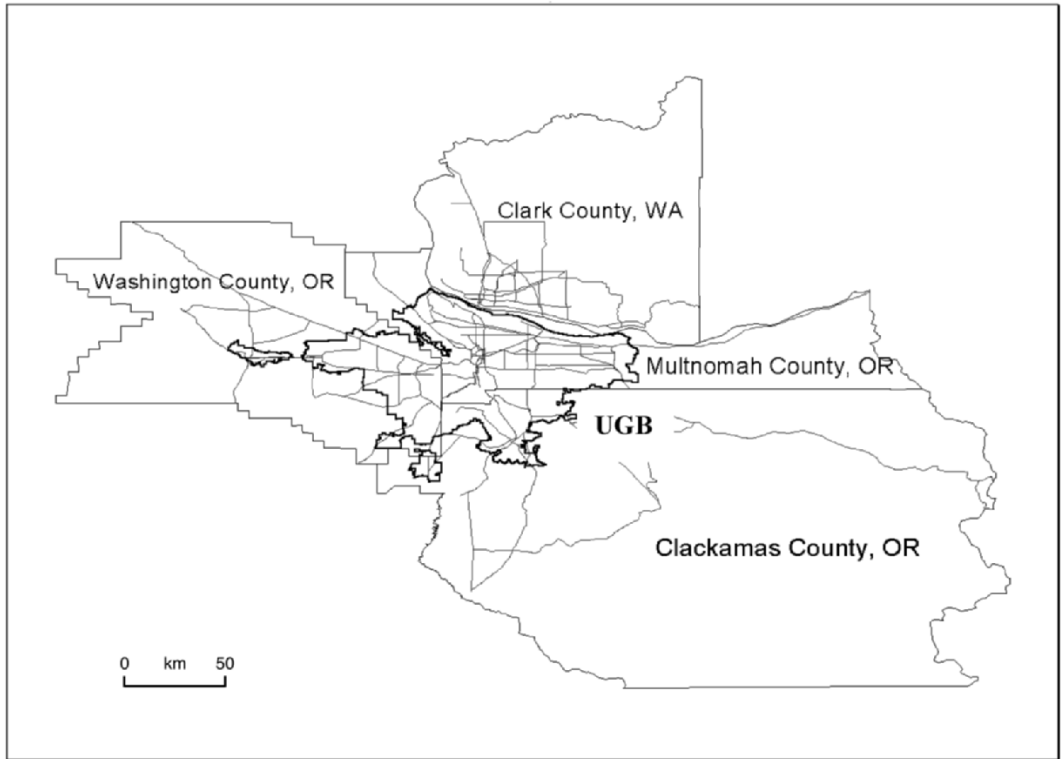 Clark County, WA
Washington County, OR
Multnomah County, OR
UGB
Clackamas County, OR
0 km 50